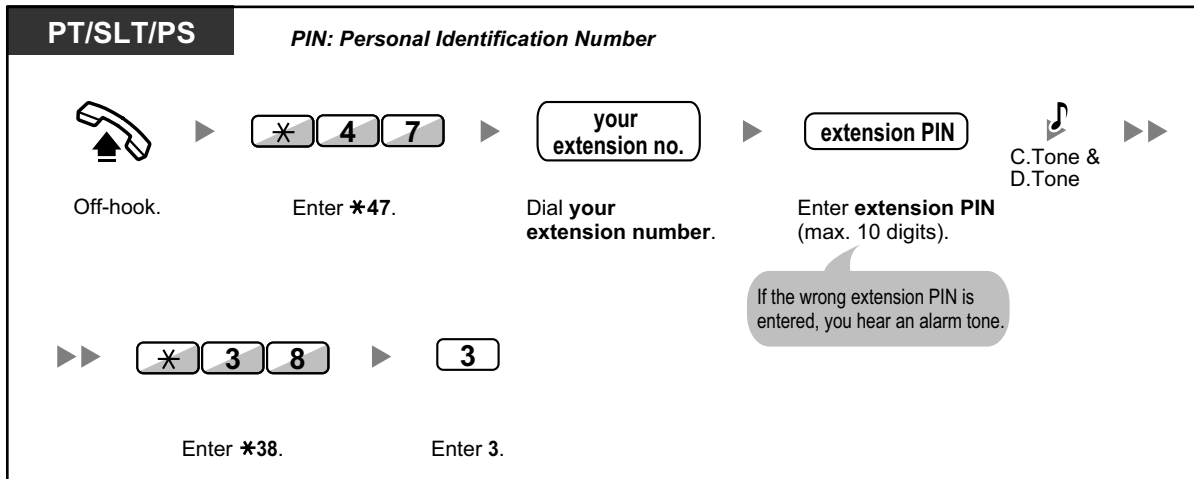 PT/SLT/PS
PIN: Personal Identification Number
* 4 7
your
extension no.
extension PIN
C.Tone &
D.Tone
Off-hook.
Enter *47.
Dial your
extension number.
Enter extension PIN
(max. 10 digits).
If the wrong extension PIN is
entered, you hear an alarm tone.
* 3 8
3
Enter *38.
Enter 3.